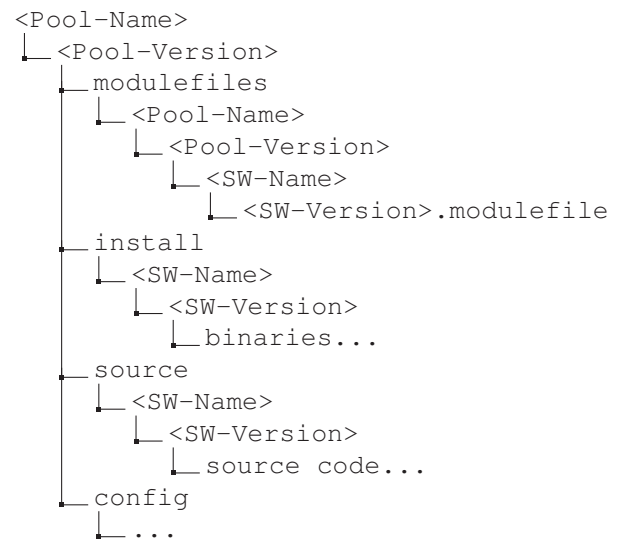 <Pool-Name>
<Pool-Version>
modulefiles
<Pool-Name>
<Pool-Version>
<SW-Name>
<SW-Version>.modulefile
install
<SW-Name>
<SW-Version>
binaries...
source
<SW-Name>
<SW-Version>
source code...
config
...